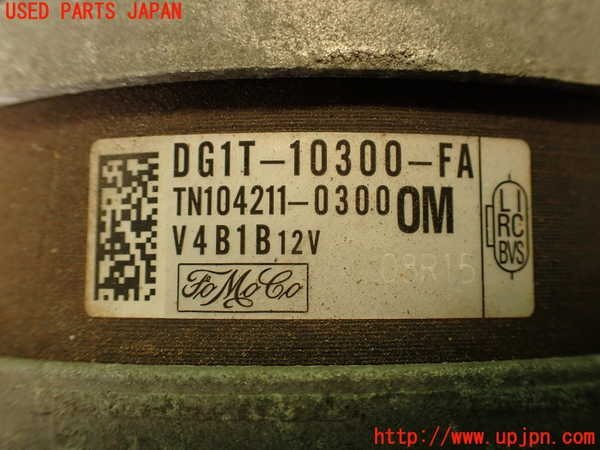 USED PARTS JAPAN
DG1T-10300-FA
TN104211-0300 OM
V4B1B 12V
FoMoCo
C8R15
LI
RC
BVS
http://www.upjpn.com/